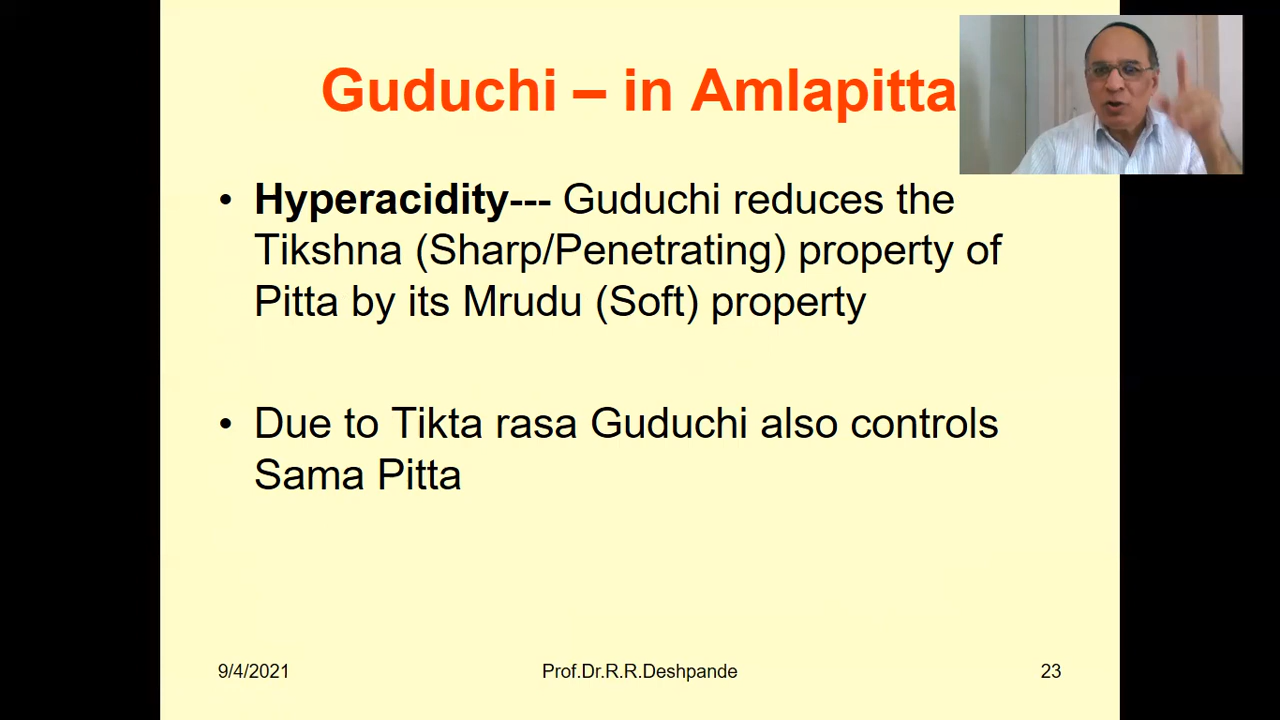 Guduchi – in Amlapitta
• Hyperacidity--- Guduchi reduces the
Tikshna (Sharp/Penetrating) property of
Pitta by its Mrudu (Soft) property
• Due to Tikta rasa Guduchi also controls
Sama Pitta
9/4/2021 Prof.Dr.R.R.Deshpande 23